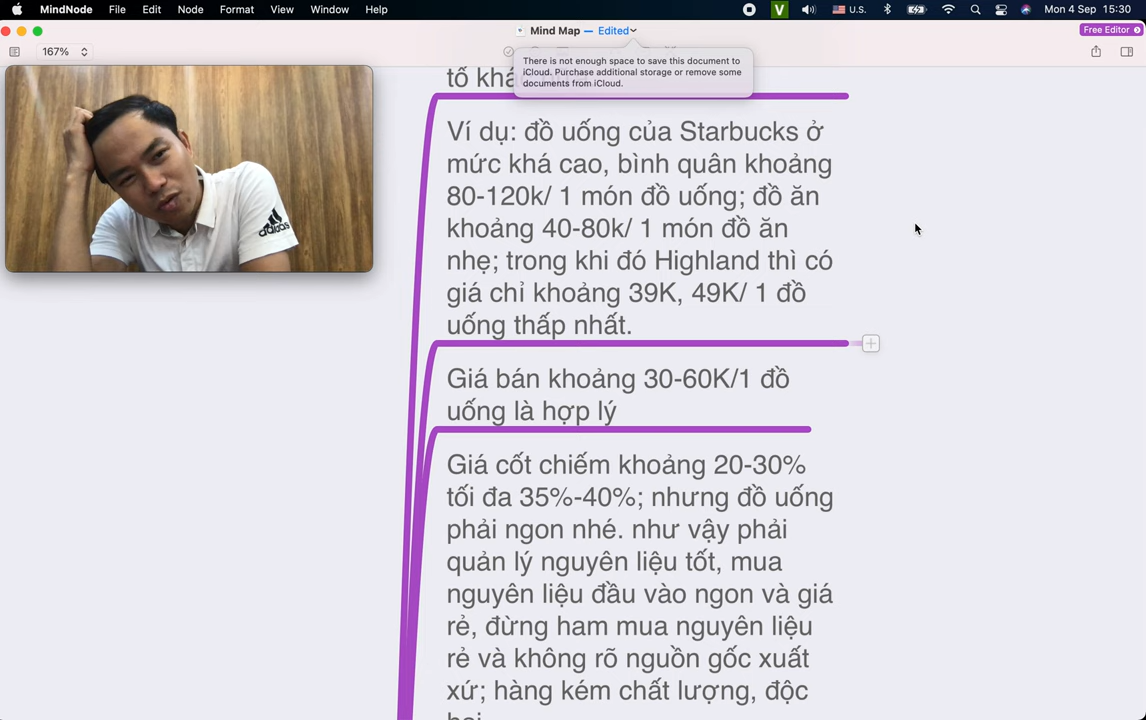 MindNode File Edit Node Format View Window Help V U.S. Mon 4 Sep 15:30
Mind Map — Edited
Free Editor
167%
There is not enough space to save this document to
iCloud. Purchase additional storage or remove some
documents from iCloud.
tố khá
adidas
Ví dụ: đồ uống của Starbucks ở
mức khá cao, bình quân khoảng
80-120k/ 1 món đồ uống; đồ ăn
khoảng 40-80k/ 1 món đồ ăn
nhẹ; trong khi đó Highland thì có
giá chỉ khoảng 39K, 49K/ 1 đồ
uống thấp nhất.
Giá bán khoảng 30-60K/1 đồ
uống là hợp lý
Giá cốt chiếm khoảng 20-30%
tối đa 35%-40%; nhưng đồ uống
phải ngon nhé. như vậy phải
quản lý nguyên liệu tốt, mua
nguyên liệu đầu vào ngon và giá
rẻ, đừng ham mua nguyên liệu
rẻ và không rõ nguồn gốc xuất
xứ; hàng kém chất lượng, độc